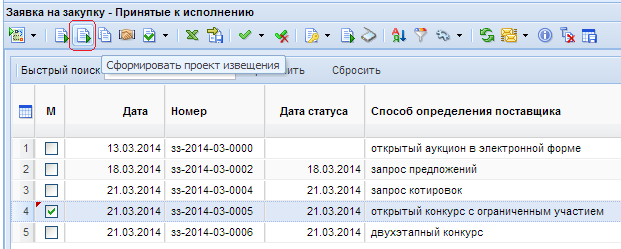 Заявка на закупку - Принятые к исполнению
Сформировать проект извещения
Быстрый поиск
Сбросить
M Дата Номер Дата статуса Способ определения поставщика
1 13.03.2014 зз-2014-03-0000 открытый аукцион в электронной форме
2 18.03.2014 зз-2014-03-0002 18.03.2014 запрос предложений
3 21.03.2014 зз-2014-03-0004 21.03.2014 запрос котировок
4 21.03.2014 зз-2014-03-0005 21.03.2014 открытый конкурс с ограниченным участием
5 21.03.2014 зз-2014-03-0006 21.03.2014 двухэтапный конкурс